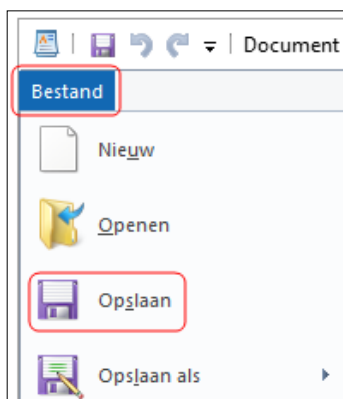 Document
Bestand
Nieuw
Openen
Opslaan
Opslaan als